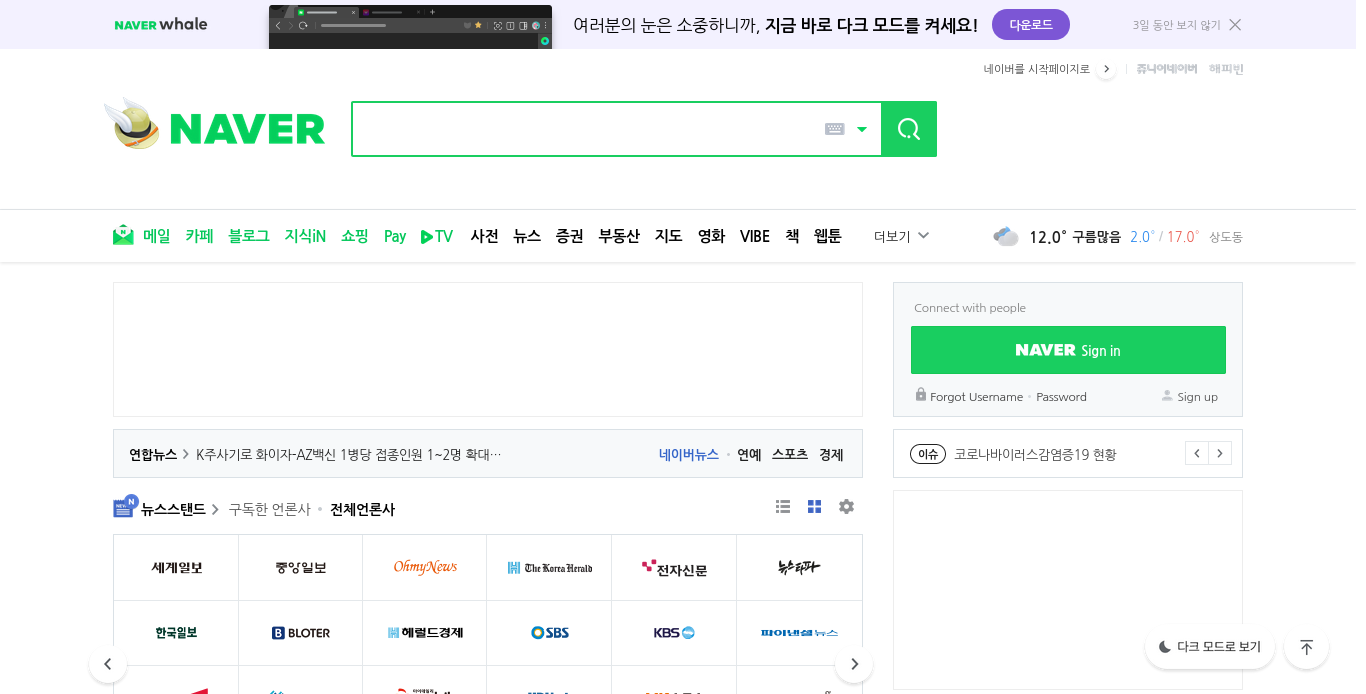 NAVER whale
여러분의 눈은 소중하니까, 지금 바로 다크 모드를 켜세요!
다운로드
3일 동안 보지 않기
네이버를 시작페이지로
쥬니어네이버
해피빈
NAVER
메일 카페 블로그 지식iN 쇼핑 Pay TV 사전 뉴스 증권 부동산 지도 영화 VIBE 책 웹툰 더보기
12.0° 구름많음 2.0° / 17.0° 상도동
Connect with people
NAVER Sign in
Forgot Username · Password
Sign up
연합뉴스 > K주사기로 화이자-AZ백신 1병당 접종인원 1~2명 확대…
네이버뉴스 · 연예 스포츠 경제
이슈 코로나바이러스감염증19 현황
NEWS N 뉴스스탠드 > 구독한 언론사 · 전체언론사
세계일보 중앙일보 OhmyNews The Korea Herald 전자신문 뉴스타파
한국일보 BLOTER 헤럴드경제 SBS KBS 파이낸셜뉴스
다크 모드로 보기